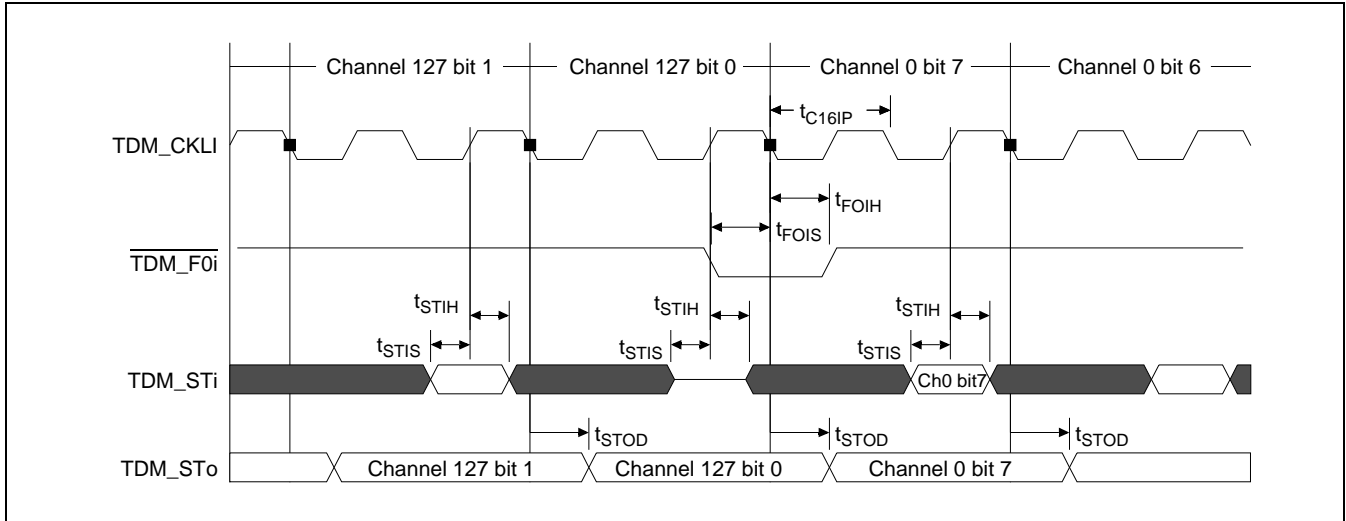 Channel 127 bit 1 Channel 127 bit 0 Channel 0 bit 7 Channel 0 bit 6
tC16IP
TDM_CKLI
tFOIH
tFOIS
TDM_F0i
tSTIH tSTIH tSTIH
tSTIS tSTIS tSTIS
TDM_STi Ch0 bit7
tSTOD tSTOD tSTOD
TDM_STo Channel 127 bit 1 Channel 127 bit 0 Channel 0 bit 7